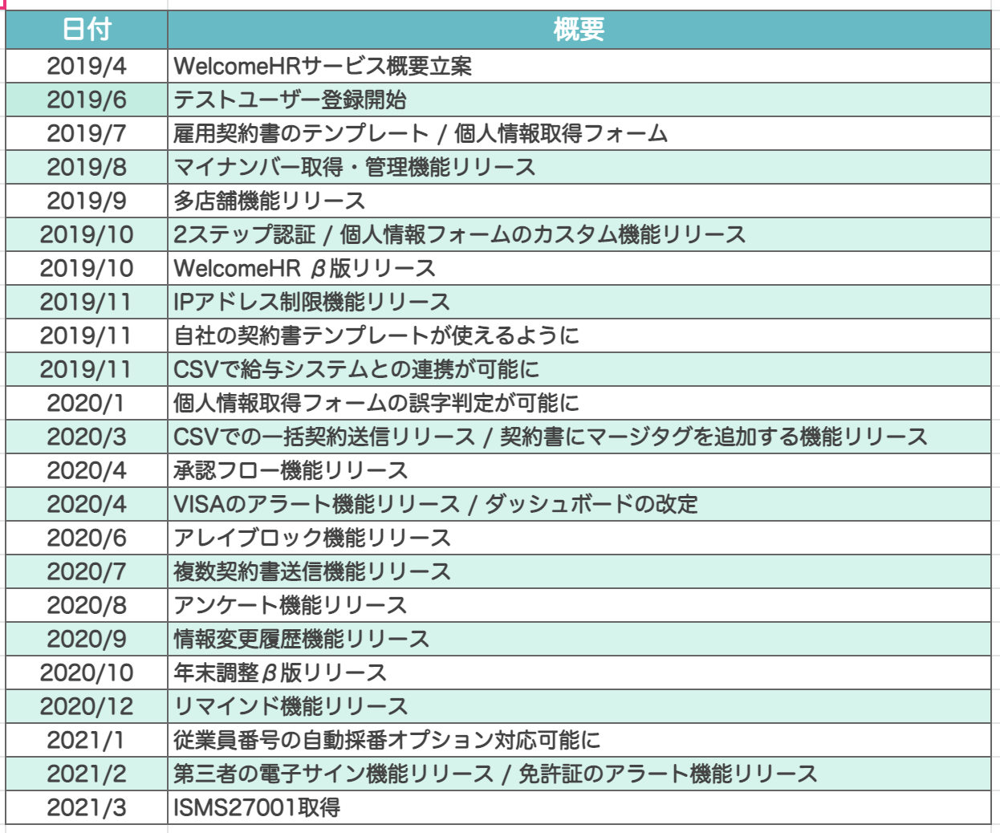 日付 概要
2019/4 WelcomeHRサービス概要立案
2019/6 テストユーザー登録開始
2019/7 雇用契約書のテンプレート / 個人情報取得フォーム
2019/8 マイナンバー取得・管理機能リリース
2019/9 多店舗機能リリース
2019/10 2ステップ認証 / 個人情報フォームのカスタム機能リリース
2019/10 WelcomeHR β版リリース
2019/11 IPアドレス制限機能リリース
2019/11 自社の契約書テンプレートが使えるように
2019/11 CSVで給与システムとの連携が可能に
2020/1 個人情報取得フォームの誤字判定が可能に
2020/3 CSVでの一括契約送信リリース / 契約書にマージタグを追加する機能リリース
2020/4 承認フロー機能リリース
2020/4 VISAのアラート機能リリース / ダッシュボードの改定
2020/6 アレイブロック機能リリース
2020/7 複数契約書送信機能リリース
2020/8 アンケート機能リリース
2020/9 情報変更履歴機能リリース
2020/10 年末調整β版リリース
2020/12 リマインド機能リリース
2021/1 従業員番号の自動採番オプション対応可能に
2021/2 第三者の電子サイン機能リリース / 免許証のアラート機能リリース
2021/3 ISMS27001取得